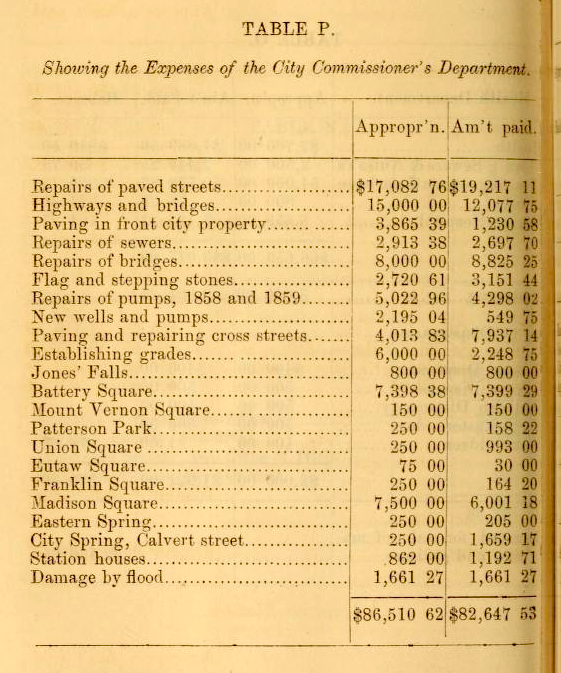 TABLE P.
Showing the Expenses of the City Commissioner's Department.
Appropr'n. Am't paid.
Repairs of paved streets.................... $17,082 76 $19,217 11
Highways and bridges..................... 15,000 00 12,077 75
Paving in front city property............. 3,865 39 1,230 58
Repairs of sewers........................... 2,913 38 2,697 70
Repairs of bridges.......................... 8,000 00 8,825 25
Flag and stepping stones.................. 2,720 61 3,151 44
Repairs of pumps, 1858 and 1859........ 5,022 96 4,298 02
New wells and pumps...................... 2,195 04 549 75
Paving and repairing cross streets....... 4,013 83 7,937 14
Establishing grades........................ 6,000 00 2,248 75
Jones' Falls.................................. 800 00 800 00
Battery Square.............................. 7,398 38 7,399 29
Mount Vernon Square..................... 150 00 150 00
Patterson Park.............................. 250 00 158 22
Union Square ............................... 250 00 993 00
Eutaw Square............................... 75 00 30 00
Franklin Square............................ 250 00 164 20
Madison Square............................. 7,500 00 6,001 18
Eastern Spring.............................. 250 00 205 00
City Spring, Calvert street................ 250 00 1,659 17
Station houses............................... 862 00 1,192 71
Damage by flood............................ 1,661 27 1,661 27
$86,510 62 $82,647 53